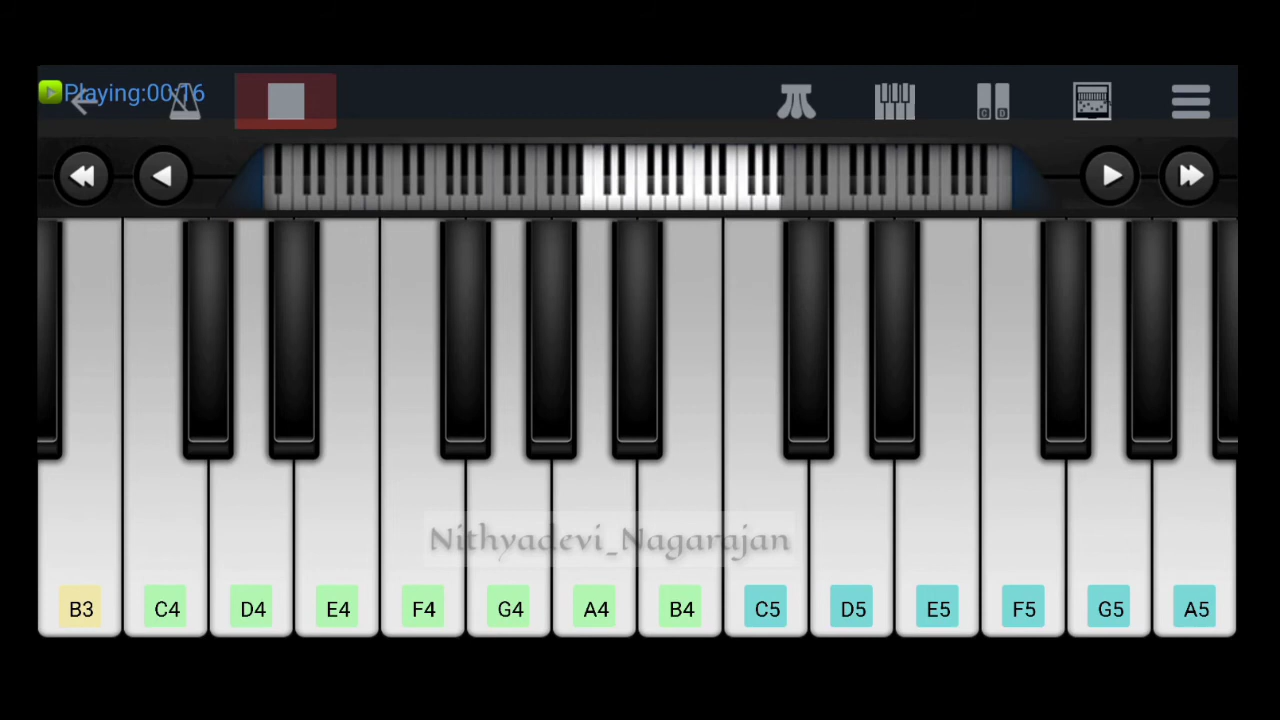 Playing:00:16
C D
Nithyadevi_Nagarajan
B3 C4 D4 E4 F4 G4 A4 B4 C5 D5 E5 F5 G5 A5